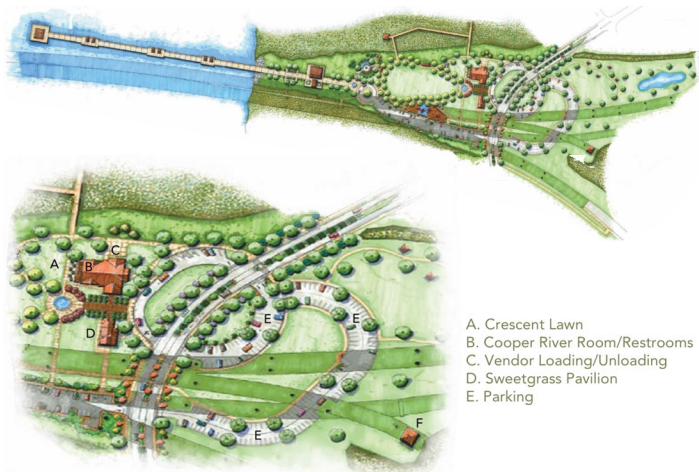 C
A
B
D
E
E
E
F
A. Crescent Lawn
B. Cooper River Room/Restrooms
C. Vendor Loading/Unloading
D. Sweetgrass Pavilion
E. Parking